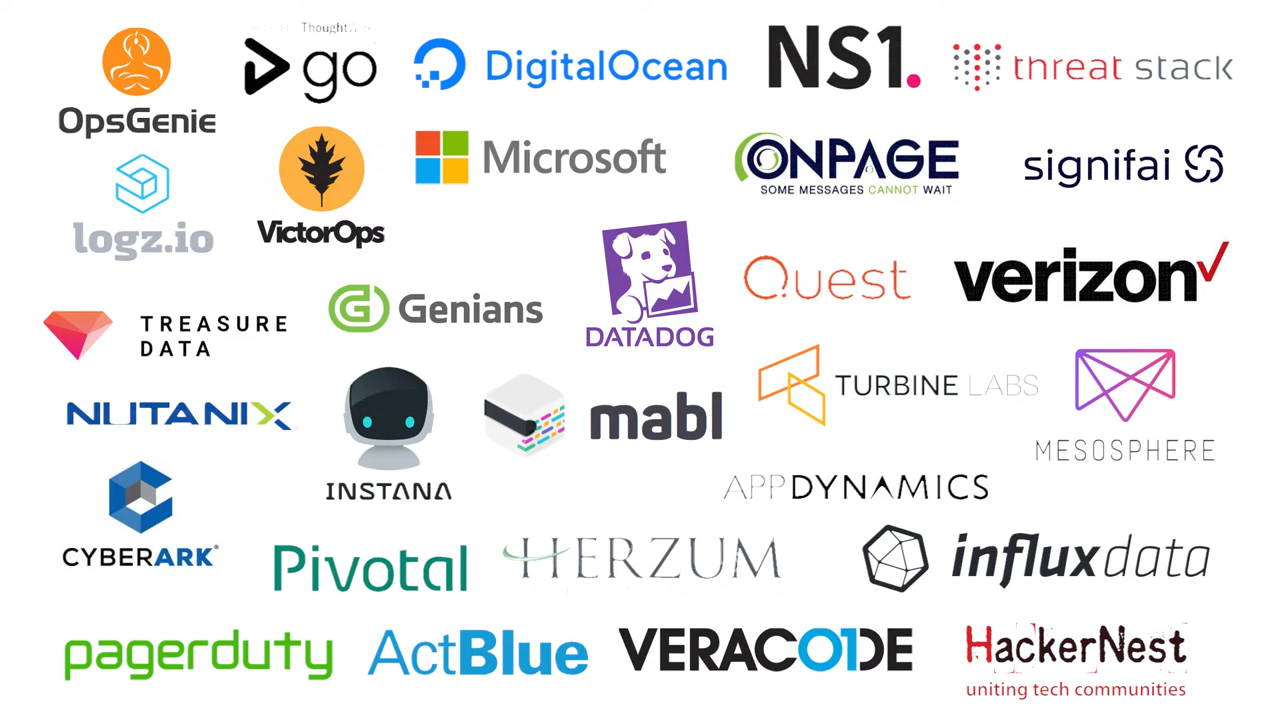 OpsGenie
Thought
go
DigitalOcean
NS1.
threat stack
logz.io
VictorOps
Microsoft
ONPAGE
SOME MESSAGES CANNOT WAIT
signifai
TREASURE
DATA
Genians
DATADOG
Quest
verizon
NUTANIX
INSTANA
mabl
TURBINE LABS
MESOSPHERE
CYBERARK®
APPDYNAMICS
Pivotal
HERZUM
influxdata
pagerduty
ActBlue
VERACODE
HackerNest
uniting tech communities